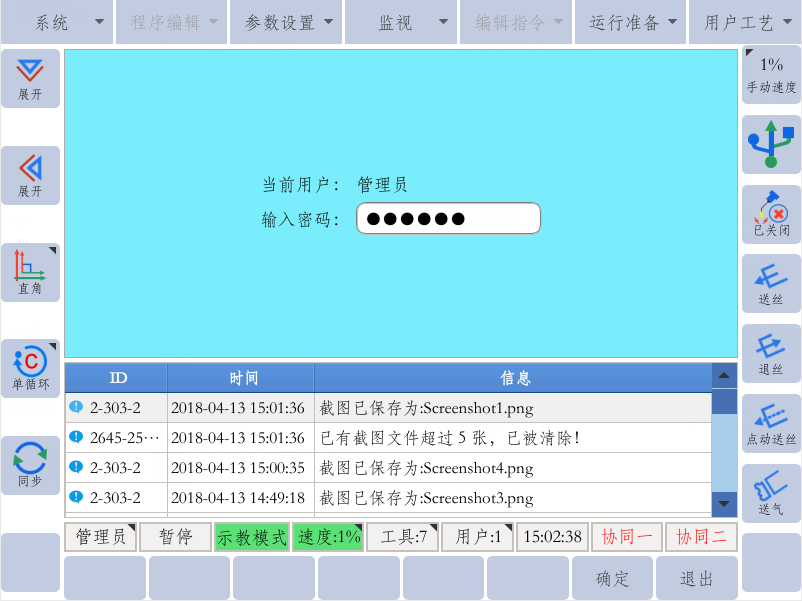 系统 程序编辑 参数设置 监视 编辑指令 运行准备 用户工艺
展开
展开
直角
C
单循环
同步
当前用户： 管理员
输入密码： ●●●●●●
1%
手动速度
已关闭
送丝
退丝
点动送丝
送气
ID 时间 信息
2-303-2 2018-04-13 15:01:36 截图已保存为:Screenshot1.png
2645-25··· 2018-04-13 15:01:36 已有截图文件超过 5 张，已被清除！
2-303-2 2018-04-13 15:00:35 截图已保存为:Screenshot4.png
2-303-2 2018-04-13 14:49:18 截图已保存为:Screenshot3.png
管理员 暂停 示教模式 速度:1% 工具:7 用户:1 15:02:38 协同一 协同二
确定 退出